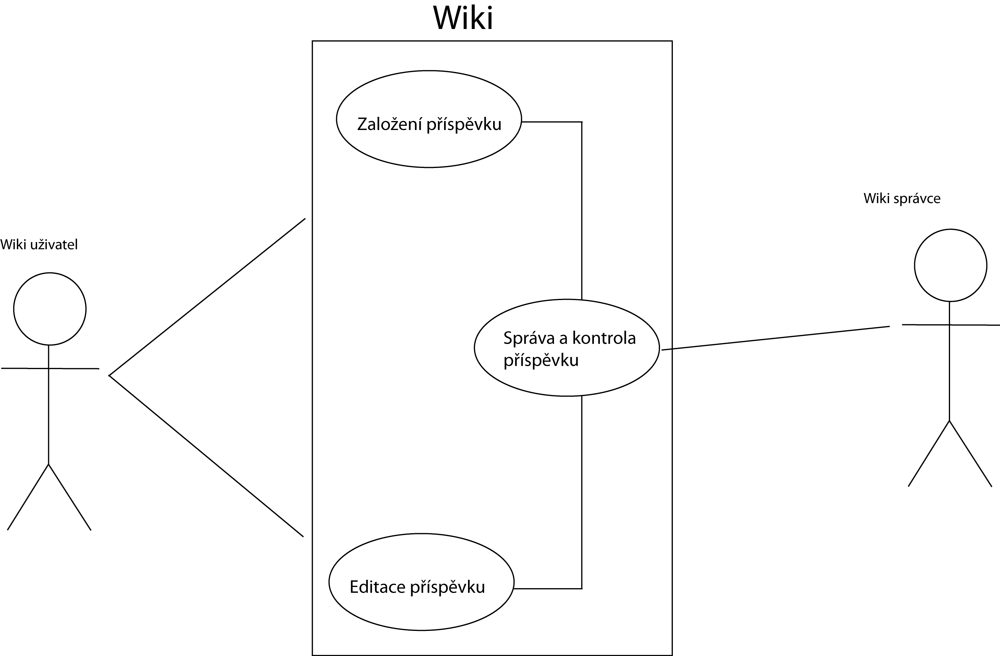 Wiki
Založení příspěvku
Wiki správce
Wiki uživatel
Správa a kontrola
příspěvku
Editace příspěvku